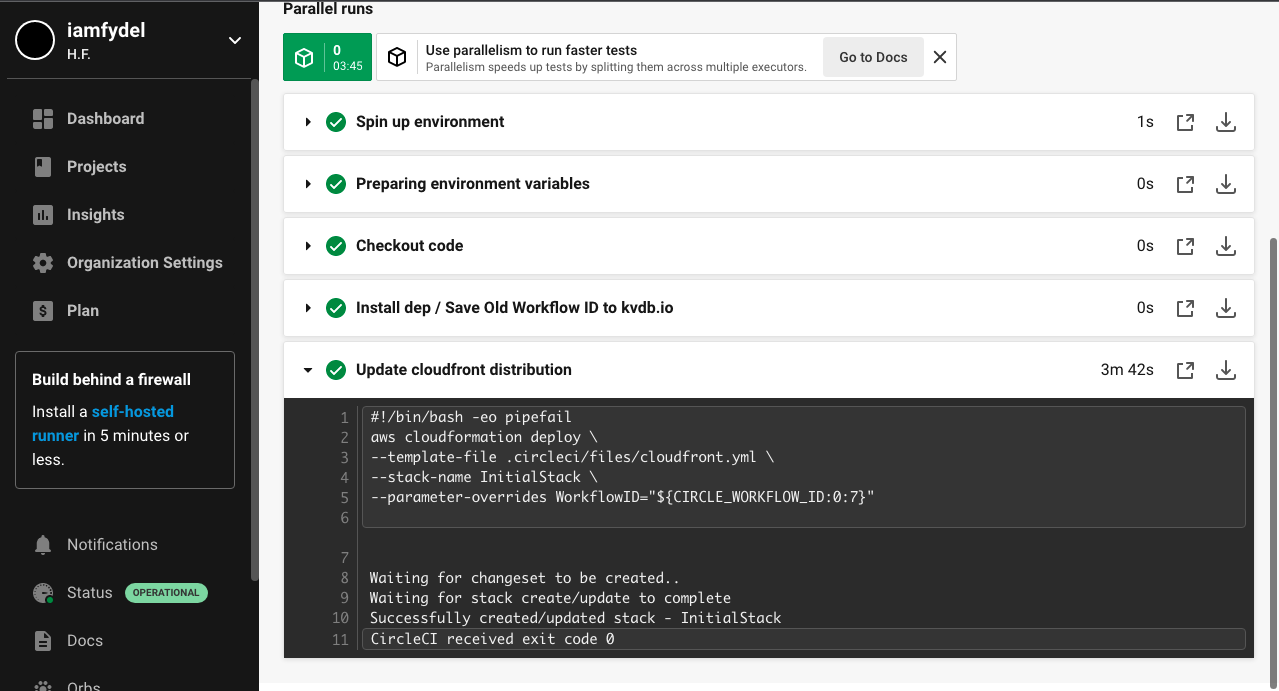 iamfydel
H.F.
Dashboard
Projects
Insights
Organization Settings
Plan
Build behind a firewall
Install a self-hosted
runner in 5 minutes or
less.
Notifications
Status OPERATIONAL
Docs
Orbs
Parallel runs
0
03:45
Use parallelism to run faster tests
Parallelism speeds up tests by splitting them across multiple executors.
Go to Docs
Spin up environment 1s
Preparing environment variables 0s
Checkout code 0s
Install dep / Save Old Workflow ID to kvdb.io 0s
Update cloudfront distribution 3m 42s
1 #!/bin/bash -eo pipefail
2 aws cloudformation deploy \
3 --template-file .circleci/files/cloudfront.yml \
4 --stack-name InitialStack \
5 --parameter-overrides WorkflowID="${CIRCLE_WORKFLOW_ID:0:7}"
6
7
8 Waiting for changeset to be created..
9 Waiting for stack create/update to complete
10 Successfully created/updated stack - InitialStack
11 CircleCI received exit code 0